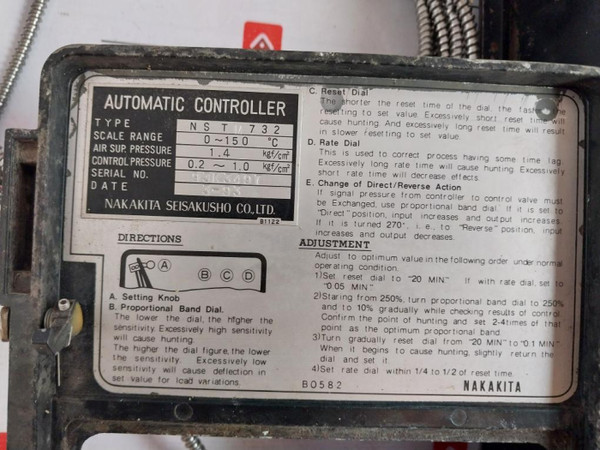 AUTOMATIC CONTROLLER
TYPE NST 732
SCALE RANGE 0~150 °C
AIR SUP PRESSURE 1.4 kgf/cm²
CONTROL PRESSURE 0.2~1.0 kgf/cm²
SERIAL NO.
DATE
NAKAKITA SEISAKUSHO CO., LTD.
B1122
DIRECTIONS
A B C D
A. Setting Knob
B. Proportional Band Dial.
The lower the dial, the higher the
sensitivity. Excessively high sensitivity
will cause hunting.
The higher the dial figure, the lower
the sensitivity. Excessively low
sensitivity will cause deflection in
set value for load variations.
C. Reset Dial
The shorter the reset time of the dial, the faster the
resetting to set value. Excessively short reset time will
cause hunting. And excessively long reset time will result
in slower resetting to set value.
D. Rate Dial
This is used to correct process having some time lag.
Excessively long rate time will cause hunting. Excessively
short rate time will decrease effects.
E. Change of Direct/Reverse Action
If signal pressure from controller to control valve must
be Exchanged, use proportional band dial. If it is set to
"Direct" position, input increases and output increases.
If it is turned 270°, i.e., to "Reverse" position, input
increases and output decreases.
ADJUSTMENT
Adjust to optimum value in the following order under normal
operating condition.
1) Set reset dial to "20 MIN" If with rate dial, set to
"0.05 MIN"
2) Staring from 250%, turn proportional band dial to 250%
and to 10% gradually while checking results of control.
Confirm the point of hunting and set 2-4 times of that
point as the optimum proportional band.
3) Turn gradually reset dial from "20 MIN" to "0.1 MIN"
When it begins to cause hunting, slightly return the
dial and set it.
4) Set rate dial within 1/4 to 1/2 of reset time.
B0582 NAKAKITA